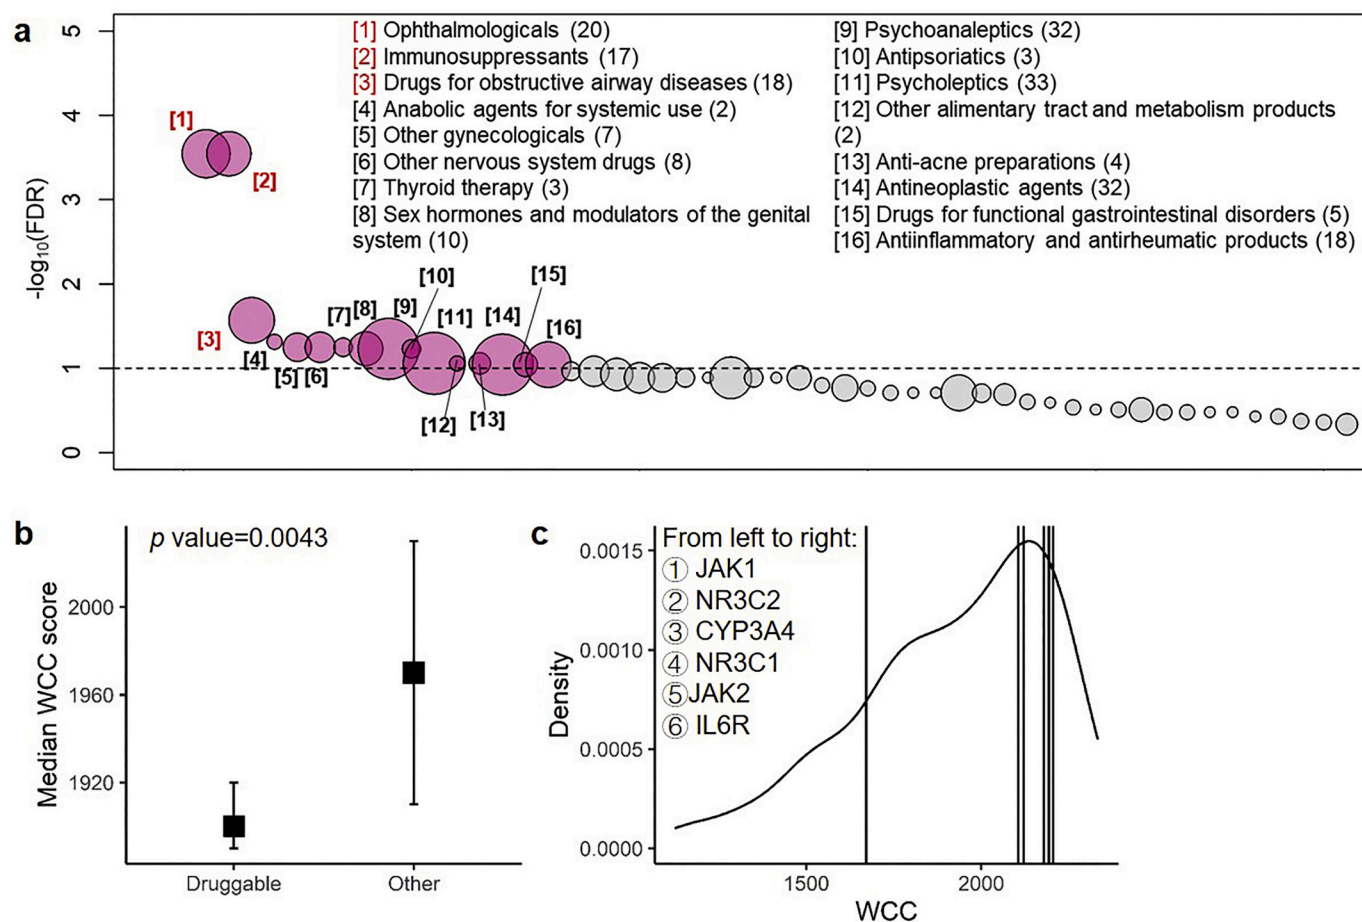 a
-log10(FDR)
5
4
3
2
1
0
[1] Ophthalmologicals (20)
[2] Immunosuppressants (17)
[3] Drugs for obstructive airway diseases (18)
[4] Anabolic agents for systemic use (2)
[5] Other gynecologicals (7)
[6] Other nervous system drugs (8)
[7] Thyroid therapy (3)
[8] Sex hormones and modulators of the genital
system (10)
[9] Psychoanaleptics (32)
[10] Antipsoriatics (3)
[11] Psycholeptics (33)
[12] Other alimentary tract and metabolism products
(2)
[13] Anti-acne preparations (4)
[14] Antineoplastic agents (32)
[15] Drugs for functional gastrointestinal disorders (5)
[16] Antiinflammatory and antirheumatic products (18)
[1]
[2]
[3]
[4]
[5]
[6]
[7]
[8]
[9]
[10]
[11]
[12]
[13]
[14]
[15]
[16]
b
p value=0.0043
Median WCC score
2000
1960
1920
Druggable
Other
c
From left to right:
① JAK1
② NR3C2
③ CYP3A4
④ NR3C1
⑤JAK2
⑥ IL6R
Density
0.0015
0.0010
0.0005
0.0000
1500
2000
WCC